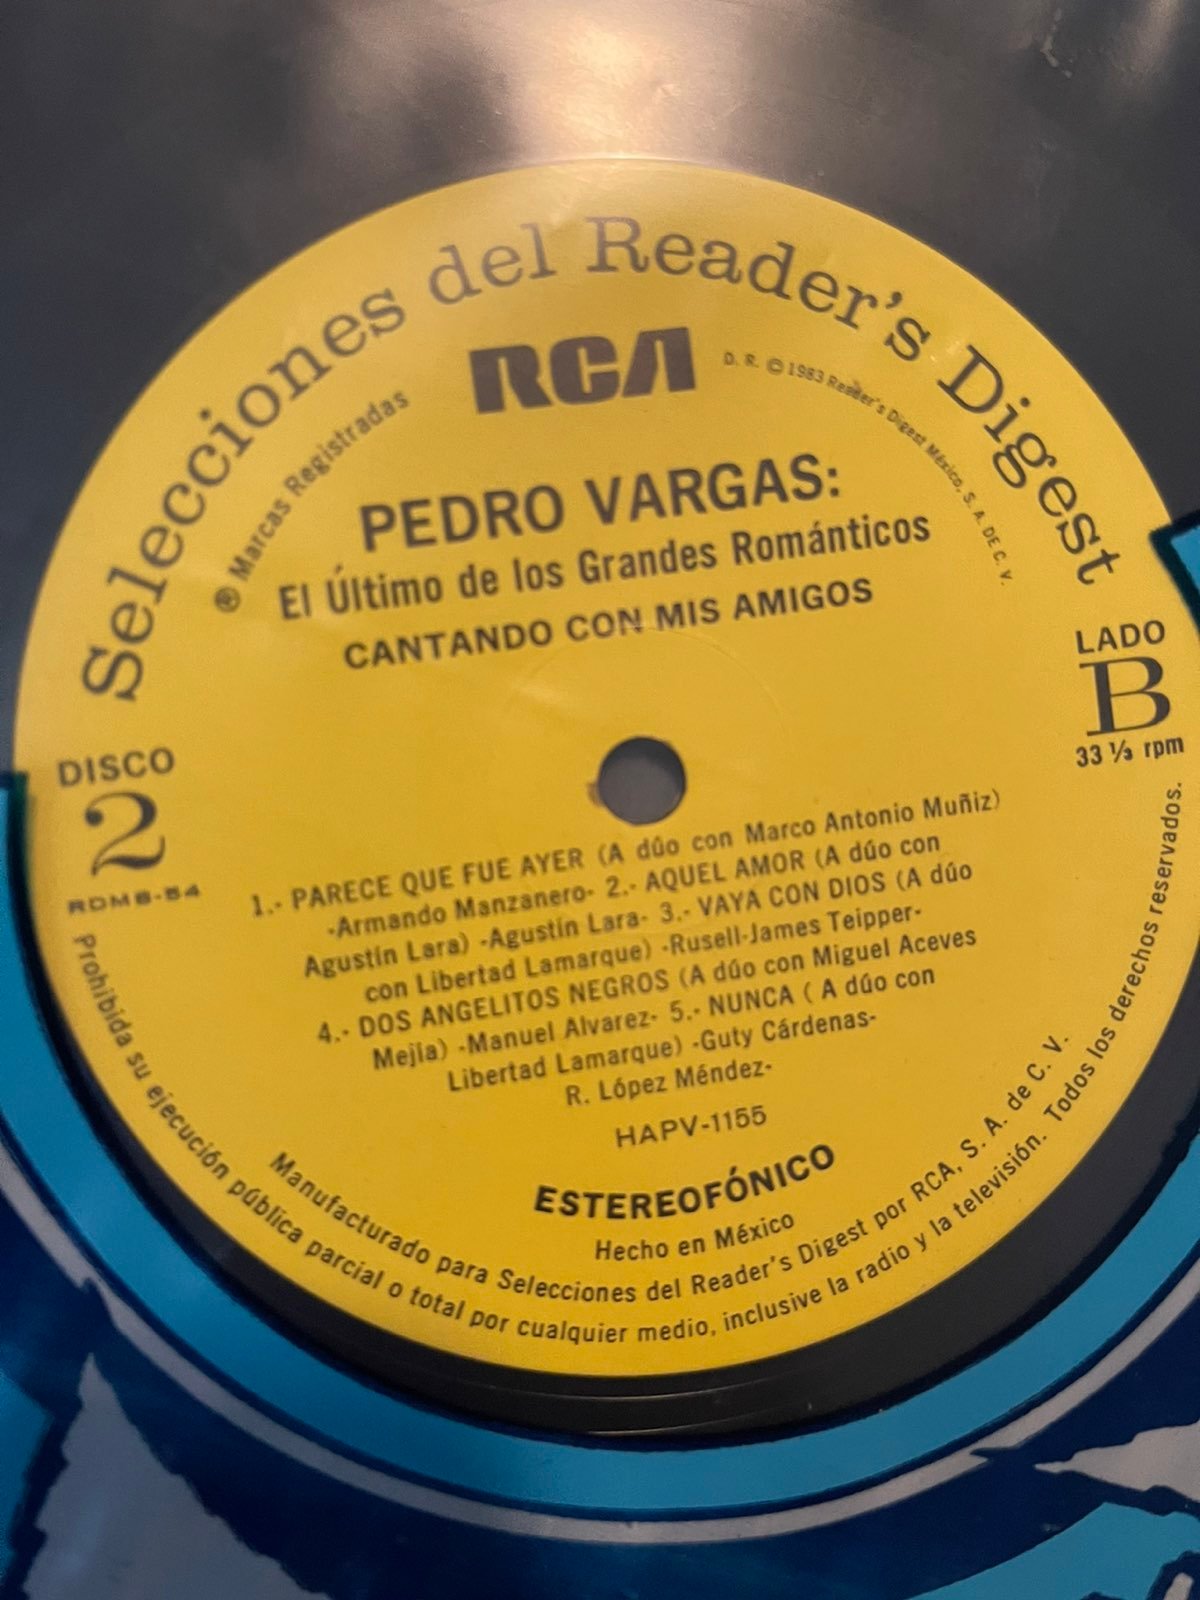 Selecciones del Reader's Digest
® Marcas Registradas
RCA
D. R. © 1983 Reader's Digest México, S. A. DE C. V.
PEDRO VARGAS:
El Último de los Grandes Románticos
CANTANDO CON MIS AMIGOS
LADO
B
33 ⅓ rpm
DISCO
2
RDM8-54
1.- PARECE QUE FUE AYER (A dúo con Marco Antonio Muñiz)
-Armando Manzanero- 2.- AQUEL AMOR (A dúo con
Agustín Lara) -Agustín Lara- 3.- VAYA CON DIOS (A dúo
con Libertad Lamarque) -Rusell-James Teipper-
4.- DOS ANGELITOS NEGROS (A dúo con Miguel Aceves
Mejía) -Manuel Alvarez- 5.- NUNCA ( A dúo con
Libertad Lamarque) -Guty Cárdenas-
R. López Méndez-
HAPV-1155
ESTEREOFÓNICO
Hecho en México
Manufacturado para Selecciones del Reader's Digest por RCA, S. A. de C. V.
Prohibida su ejecución pública parcial o total por cualquier medio, inclusive la radio y la televisión. Todos los derechos reservados.